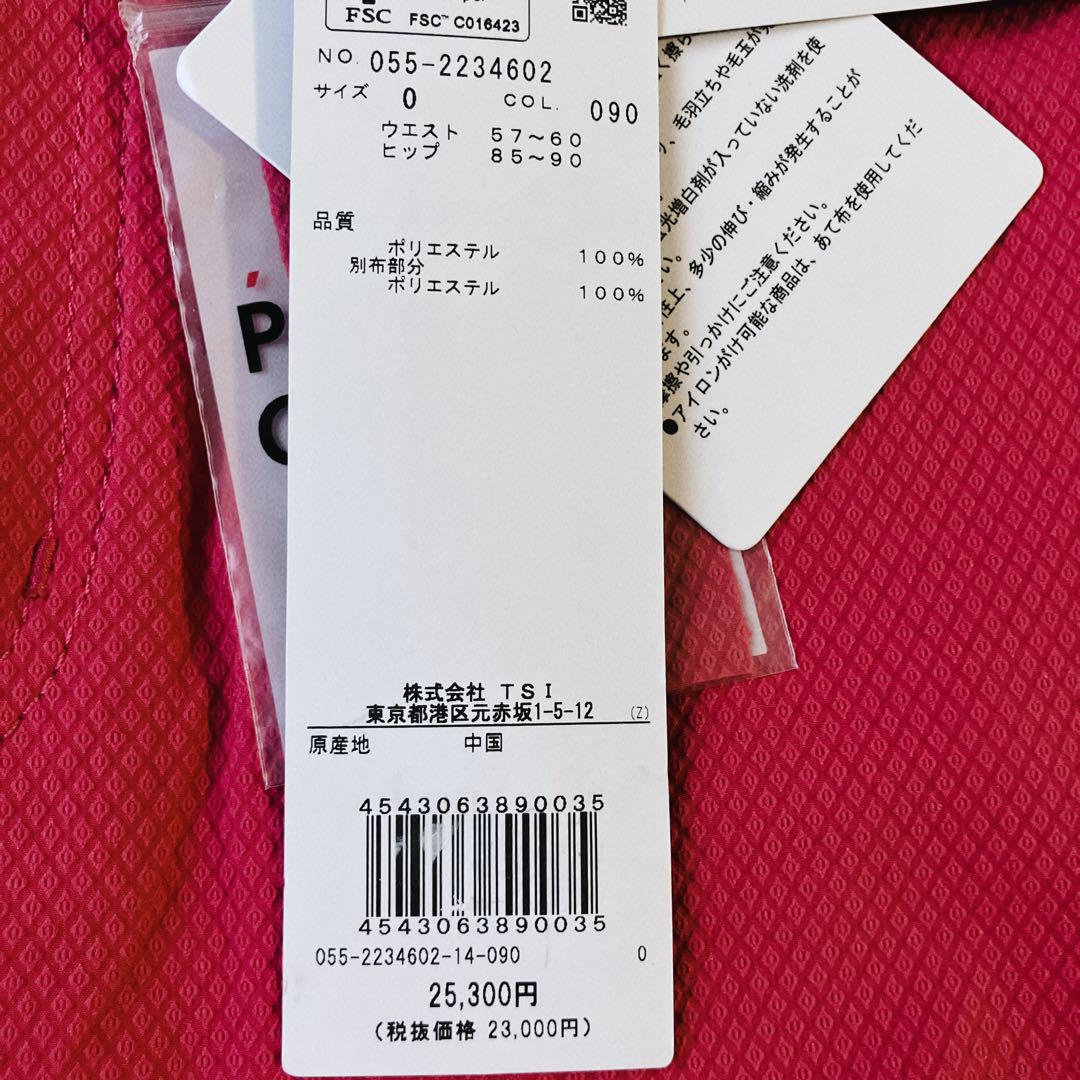 FSC FSC™ C016423
NO. 055-2234602
サイズ 0 COL. 090
ウエスト 57～60
ヒップ 85～90
品質
ポリエステル 100%
別布部分
ポリエステル 100%
株式会社 TSI
東京都港区元赤坂1-5-12 (Z)
原産地 中国
4543063890035
4543063890035
055-2234602-14-090 0
25,300円
(税抜価格 23,000円)
毛羽立ちや毛玉が
光増白剤が入っていない洗剤を使
い。
性上、多少の伸び・縮みが発生することが
ます。
摩擦や引っかけにご注意ください。
●アイロンがけ可能な商品は、あて布を使用してくだ
さい。
P